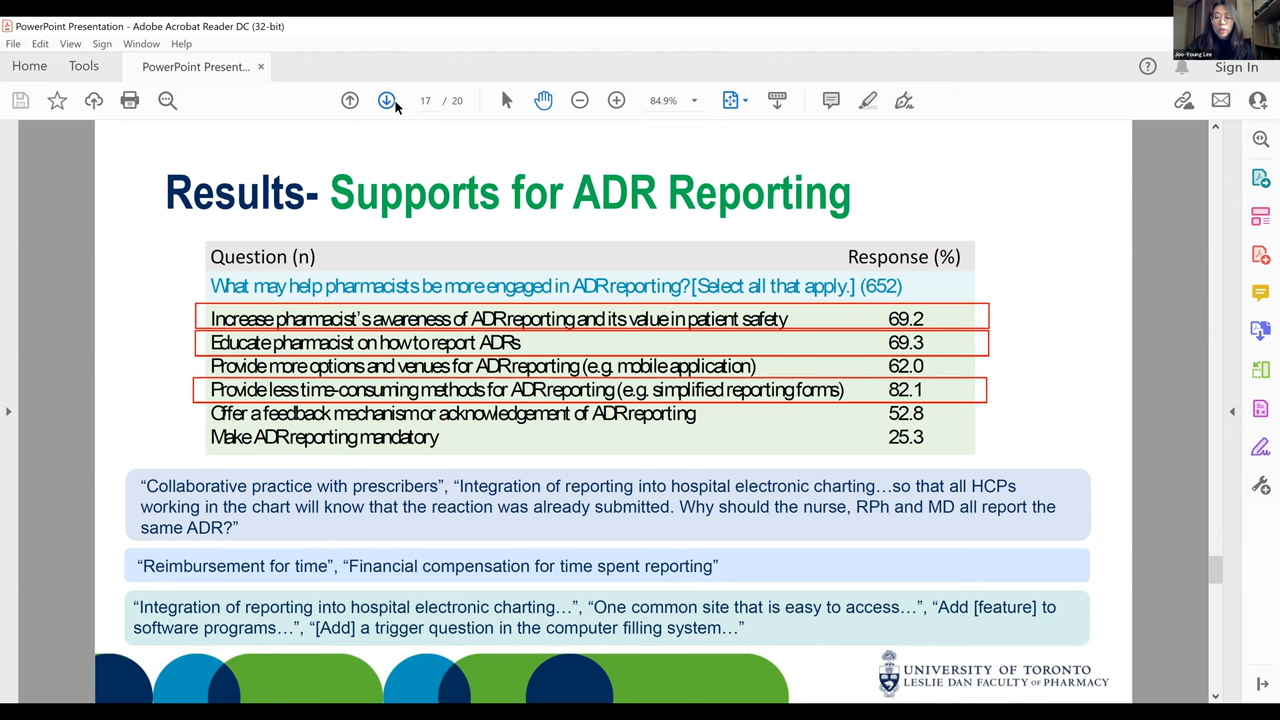 PowerPoint Presentation - Adobe Acrobat Reader DC (32-bit)
File Edit View Sign Window Help
Home Tools PowerPoint Present... × Sign In
17 / 20 84.9%
Joo-Young Lee
Results- Supports for ADR Reporting
Question (n) Response (%)
What may help pharmacists be more engaged in ADR reporting? [Select all that apply.] (652)
Increase pharmacist's awareness of ADR reporting and its value in patient safety 69.2
Educate pharmacist on how to report ADRs 69.3
Provide more options and venues for ADR reporting (e.g. mobile application) 62.0
Provide less time-consuming methods for ADR reporting (e.g. simplified reporting forms) 82.1
Offer a feedback mechanism or acknowledgement of ADR reporting 52.8
Make ADR reporting mandatory 25.3
“Collaborative practice with prescribers”, “Integration of reporting into hospital electronic charting…so that all HCPs
working in the chart will know that the reaction was already submitted. Why should the nurse, RPh and MD all report the
same ADR?”
“Reimbursement for time”, “Financial compensation for time spent reporting”
“Integration of reporting into hospital electronic charting…”, “One common site that is easy to access…”, “Add [feature] to
software programs…”, “[Add] a trigger question in the computer filling system…”
UNIVERSITY OF TORONTO
LESLIE DAN FACULTY OF PHARMACY